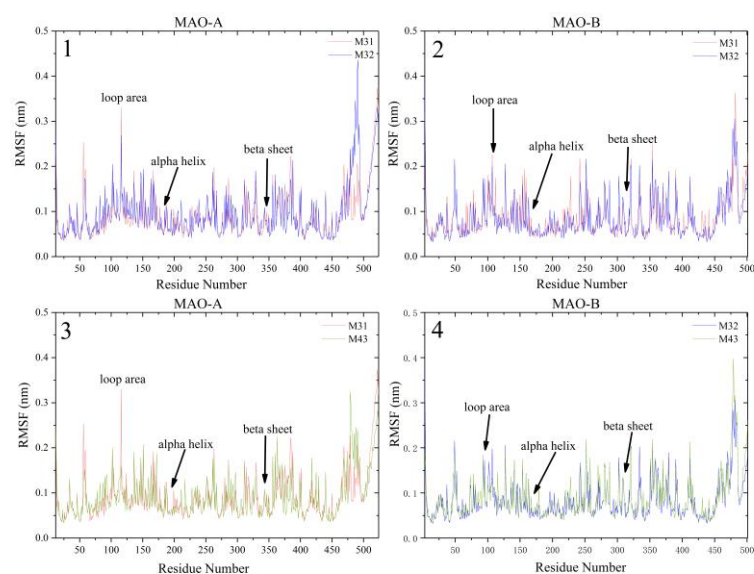 MAO-A
1
M31
M32
loop area
alpha helix
beta sheet
RMSF (nm)
0.5
0.4
0.3
0.2
0.1
0.0
50 100 150 200 250 300 350 400 450 500
Residue Number
MAO-B
2
M31
M32
loop area
alpha helix
beta sheet
RMSF (nm)
0.5
0.4
0.3
0.2
0.1
0.0
50 100 150 200 250 300 350 400 450 500
Residue Number
MAO-A
3
M31
M43
loop area
alpha helix
beta sheet
RMSF (nm)
0.5
0.4
0.3
0.2
0.1
0.0
50 100 150 200 250 300 350 400 450 500
Residue Number
MAO-B
4
M32
M43
loop area
alpha helix
beta sheet
RMSF (nm)
0.5
0.4
0.3
0.2
0.1
0.0
50 100 150 200 250 300 350 400 450 500
Residue Number